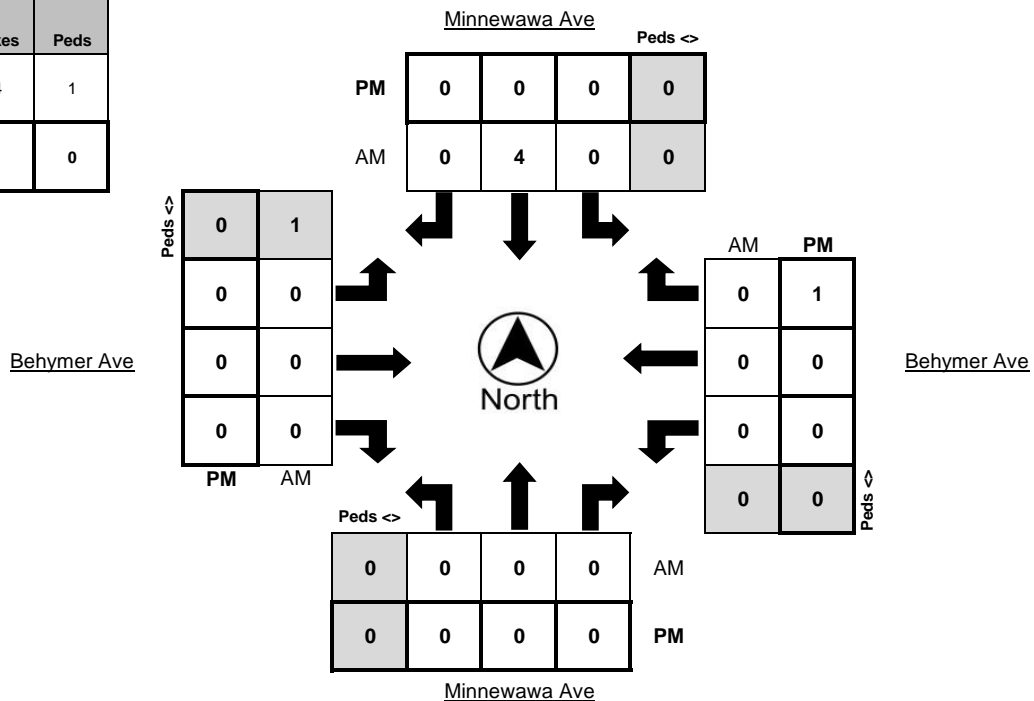 Peds
1
0
Minnewawa Ave
Peds <>
PM 0 0 0 0
AM 0 4 0 0
Peds <> 0 1
0 0
0 0
0 0
PM AM
Behymer Ave
North
AM PM
0 1
0 0
0 0
0 0 Peds <>
Behymer Ave
Peds <>
0 0 0 0 AM
0 0 0 0 PM
Minnewawa Ave